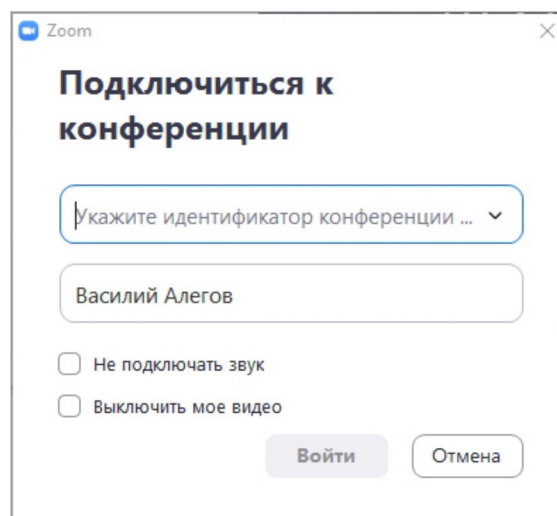 Zoom
Подключиться к
конференции
Укажите идентификатор конференции ...
Василий Алегов
Не подключать звук
Выключить мое видео
Войти
Отмена